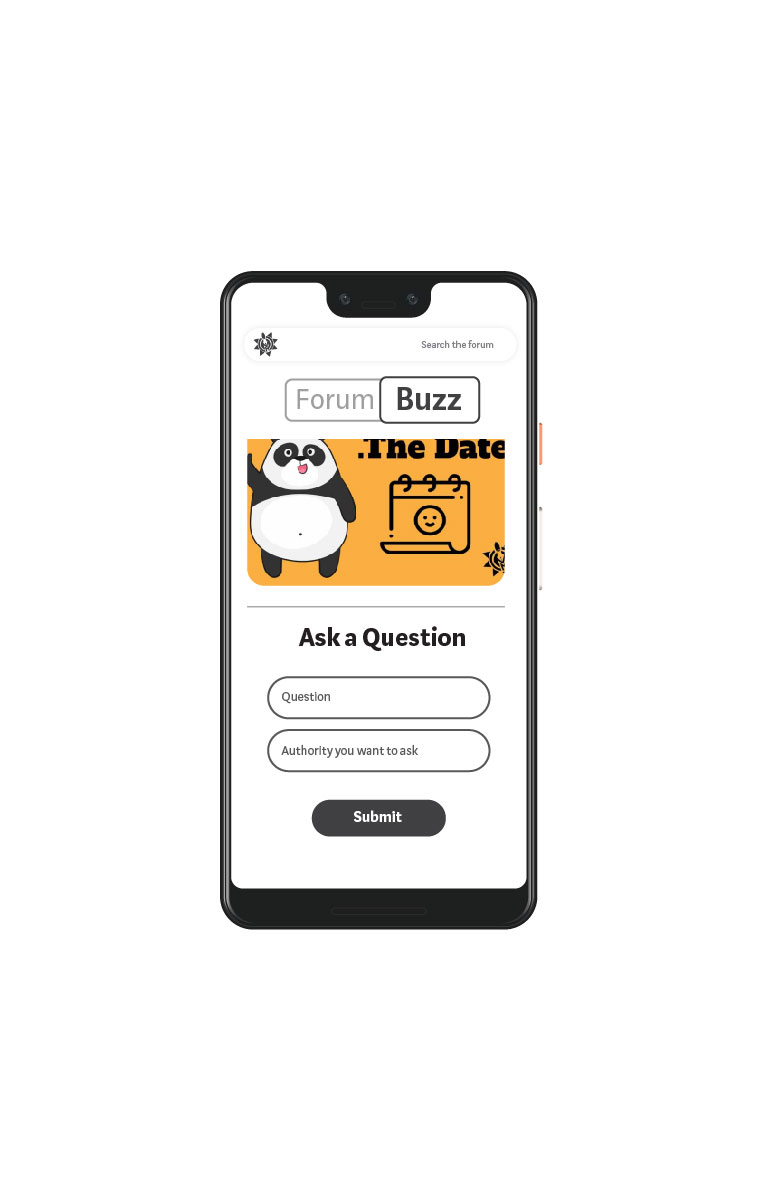 Search the forum
Forum Buzz
.The Date
Ask a Question
Question
Authority you want to ask
Submit